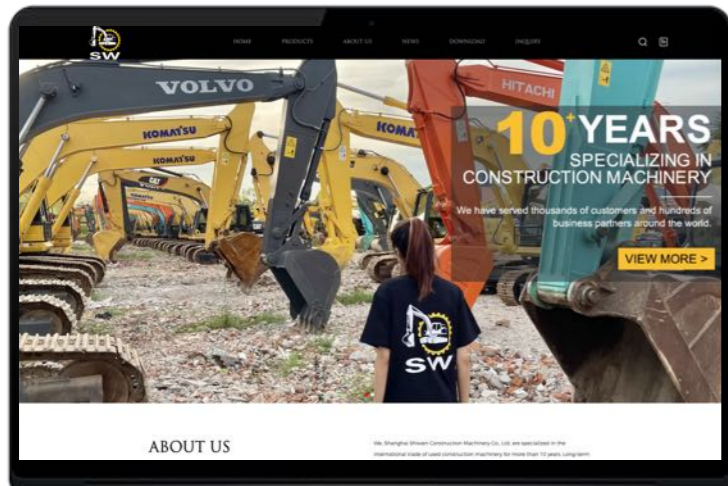 SW
HOME PRODUCTS ABOUT US NEWS DOWNLOAD INQUIRY
VOLVO
HITACHI
KOMATSU
KOMATSU
KOMATSU
CAT
10+ YEARS
SPECIALIZING IN
CONSTRUCTION MACHINERY
We have served thousands of customers and hundreds of
business partners around the world.
VIEW MORE >
SW
ABOUT US
We, Shanghai Shiwen Construction Machinery Co., Ltd. are specialized in the
international trade of used construction machinery for more than 10 years. Long-term